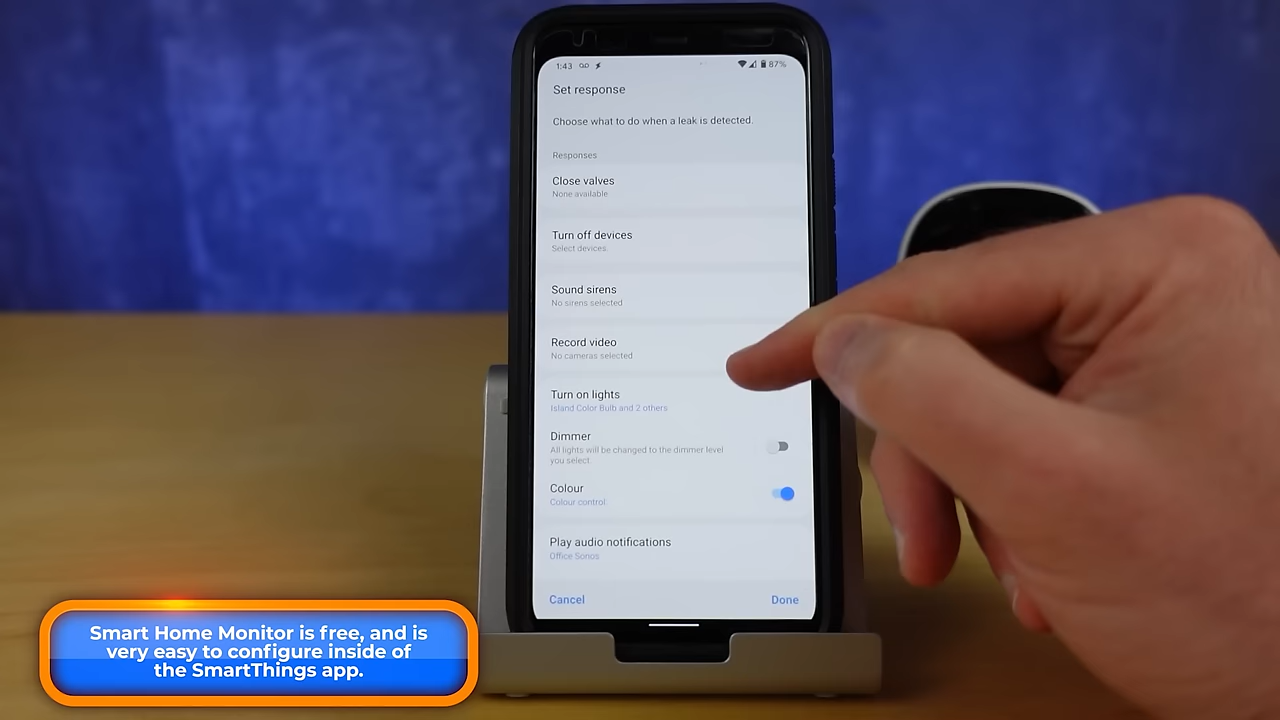 1:43
87%
Set response
Choose what to do when a leak is detected.
Responses
Close valves
None available
Turn off devices
Select devices.
Sound sirens
No sirens selected
Record video
No cameras selected
Turn on lights
Island Color Bulb and 2 others
Dimmer
All lights will be changed to the dimmer level
you select.
Colour
Colour control.
Play audio notifications
Office Sonos
Cancel
Done
Smart Home Monitor is free, and is
very easy to configure inside of
the SmartThings app.